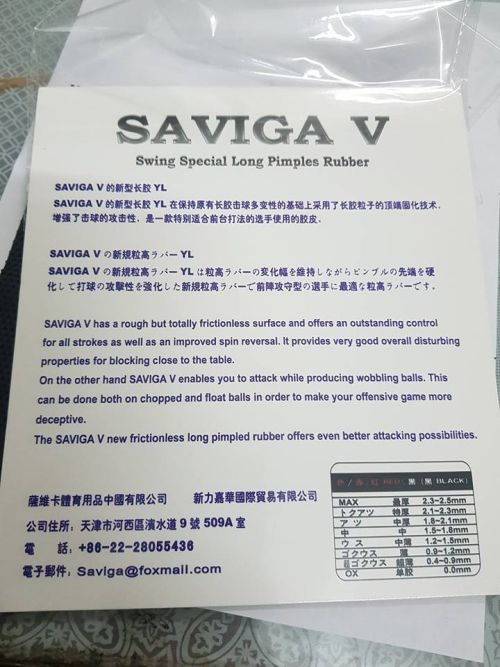 SAVIGA V
Swing Special Long Pimples Rubber
SAVIGA V 的新型长胶 YL
SAVIGA V 的新型长胶 YL 在保持原有长胶击球多变性的基础上采用了长胶粒子的顶端固化技术,
增强了击球的攻击性, 是一款特别适合前台打法的选手使用的胶皮.
SAVIGA V の新規粒高ラバー YL
SAVIGA V の新規粒高ラバー YL は粒高ラバーの変化幅を維持しながらピンプルの先端を硬
化して打球の攻擊性を強化した新規粒高ラバーで前陣攻守型の選手に最適な粒高ラバーです。
SAVIGA V has a rough but totally frictionless surface and offers an outstanding control
for all strokes as well as an improved spin reversal. It provides very good overall disturbing
properties for blocking close to the table.
On the other hand SAVIGA V enables you to attack while producing wobbling balls. This
can be done both on chopped and float balls in order to make your offensive game more
deceptive.
The SAVIGA V new frictionless long pimpled rubber offers even better attacking possibilities.
薩維卡體育用品中國有限公司 新力嘉華國際貿易有限公司
公司住所: 天津市河西區濱水道 9 號 509A 室
電 話: +86-22-28055436
電子郵件: Saviga@foxmail.com
色 / 赤: 紅 RED: 黑 (黑 BLACK)
MAX 最厚 2.3~2.5mm
トクアツ 特厚 2.1~2.3mm
アツ 中厚 1.8~2.1mm
中 中 1.5~1.8mm
ウス 中薄 1.2~1.5mm
ゴクウス 薄 0.9~1.2mm
超ゴクウス 超薄 0.4~0.9mm
OX 单胶 0.0mm